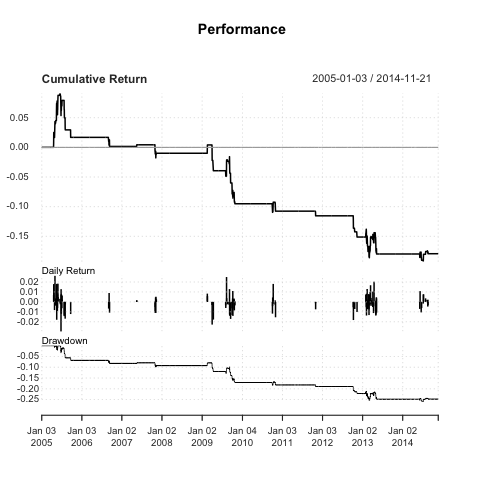 Performance
Cumulative Return 2005-01-03 / 2014-11-21
0.05
0.00
-0.05
-0.10
-0.15
Daily Return
0.02
0.01
0.00
-0.01
-0.02
Drawdown
-0.05
-0.10
-0.15
-0.20
-0.25
Jan 03 Jan 03 Jan 02 Jan 02 Jan 02 Jan 04 Jan 03 Jan 03 Jan 02 Jan 02
2005 2006 2007 2008 2009 2010 2011 2012 2013 2014